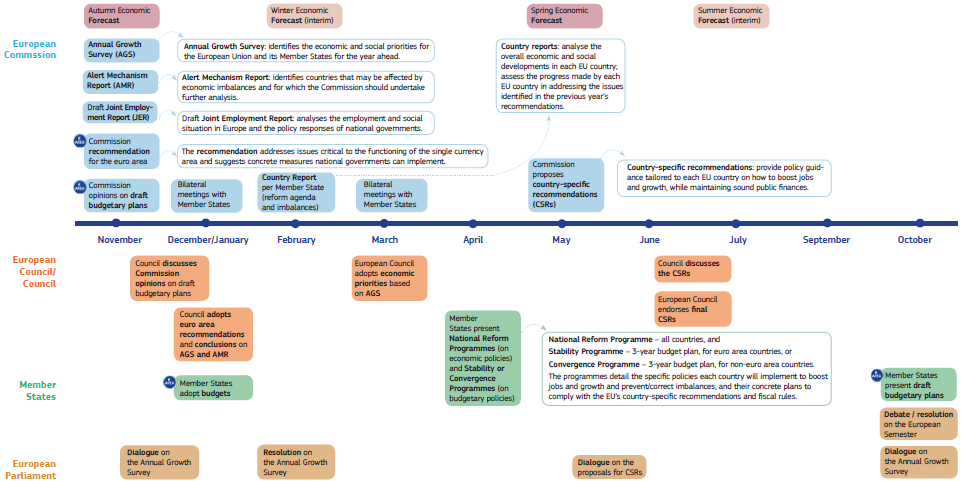 Autumn Economic
Forecast
Winter Economic
Forecast (interim)
Spring Economic
Forecast
Summer Economic
Forecast (interim)
European
Commssion
Annual Growth
Survey (AGS)
Annual Growth Survey: identifies the economic and social priorities for
the European Union and its Member States for the year ahead.
Alert Mechanism
Report (AMR)
Alert Mechanism Report: identifies countries that may be affected by
economic imbalances and for which the Commission should undertake
further analysis.
Draft Joint Employ-
ment Report (JER)
Draft Joint Employment Report: analyses the employment and social
situation in Europe and the policy responses of national governments.
Country reports: analyse the
overall economic and social
developments in each EU country;
assess the progress made by each
EU country in addressing the issues
identified in the previous year's
recommendations.
€
AREA
Commission
recommendation
for the euro area
The recommendation addresses issues critical to the functioning of the single currency
area and suggests concrete measures national governments can implement.
€
AREA
Commission
opinions on draft
budgetary plans
Bilateral
meetings with
Member States
Country Report
per Member State
(reform agenda
and imbalances)
Bilateral
meetings with
Member States
Commission
proposes
country-specific
recommendations
(CSRs)
Country-specific recommendations: provide policy guid-
ance tailored to each EU country on how to boost jobs
and growth, while maintaining sound public finances.
November
December/January
February
March
April
May
June
July
September
October
European
Council/
Council
Council discusses
Commission
opinions on draft
budgetary plans
European Council
adopts economic
priorities based
on AGS
Council discusses
the CSRs
Council adopts
euro area
recommendations
and conclusions on
AGS and AMR
European Council
endorses final
CSRs
Member
States
€
AREA
Member States
adopt budgets
Member
States present
National Reform
Programmes (on
economic policies)
and Stability or
Convergence
Programmes (on
budgetary policies)
National Reform Programme – all countries, and
Stability Programme – 3-year budget plan, for euro area countries, or
Convergence Programme – 3-year budget plan, for non-euro area countries.
The programmes detail the specific policies each country will implement to boost
jobs and growth and prevent/correct imbalances, and their concrete plans to
comply with the EU's country-specific recommendations and fiscal rules.
€
AREA
Member States
present draft
budgetary plans
Debate / resolution
on the European
Semester
European
Parliament
Dialogue on
the Annual Growth
Survey
Resolution on
the Annual Growth
Survey
Dialogue on the
proposals for CSRs
Dialogue on
the Annual Growth
Survey